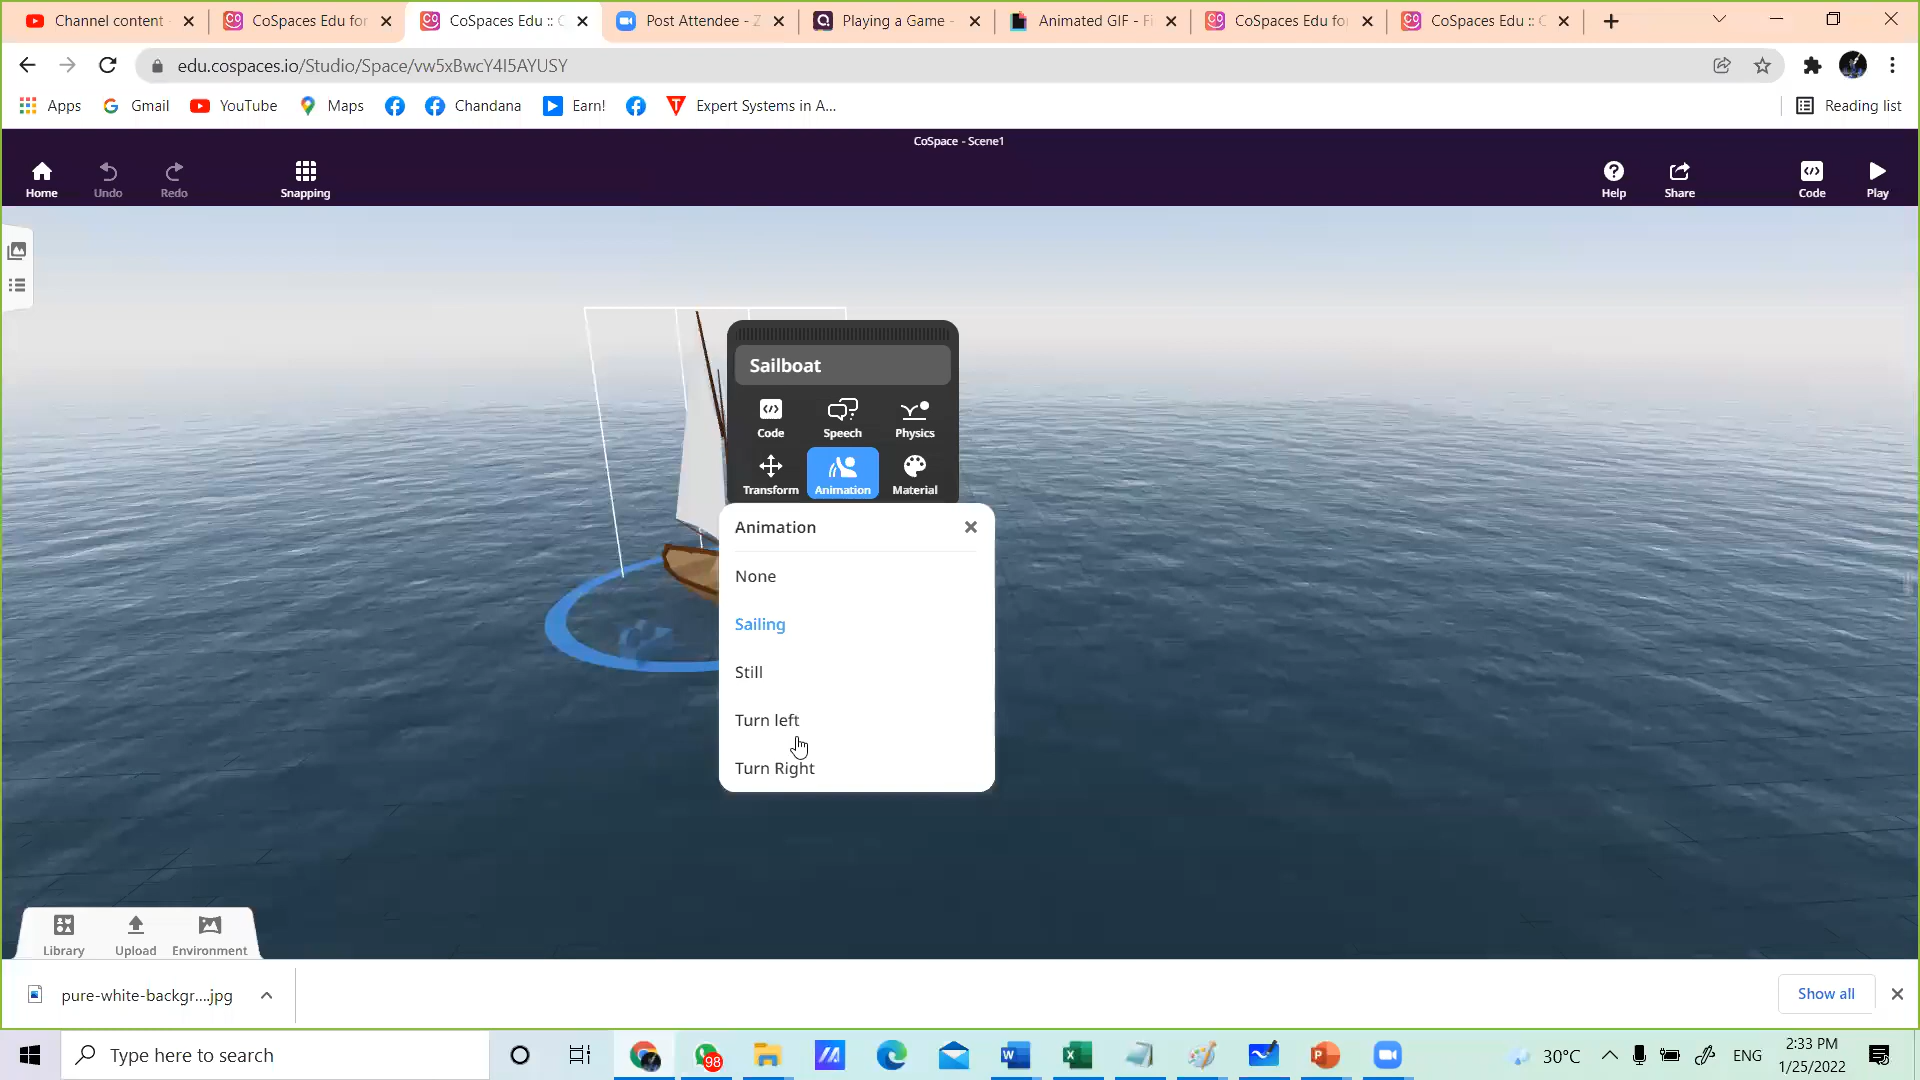 Channel content
CoSpaces Edu for
CoSpaces Edu :: C
Post Attendee - Z
Playing a Game -
Animated GIF - Fi
CoSpaces Edu fo
CoSpaces Edu :: C
edu.cospaces.io/Studio/Space/vw5xBwcY4I5AYUSY
Apps
Gmail
YouTube
Maps
Chandana
Earn!
Expert Systems in A...
Reading list
CoSpace - Scene1
Home
Undo
Redo
Snapping
Help
Share
Code
Play
Sailboat
Code
Speech
Physics
Transform
Animation
Material
Animation
None
Sailing
Still
Turn left
Turn Right
Library
Upload
Environment
pure-white-backgr....jpg
Show all
Type here to search
98
30°C
ENG
2:33 PM
1/25/2022